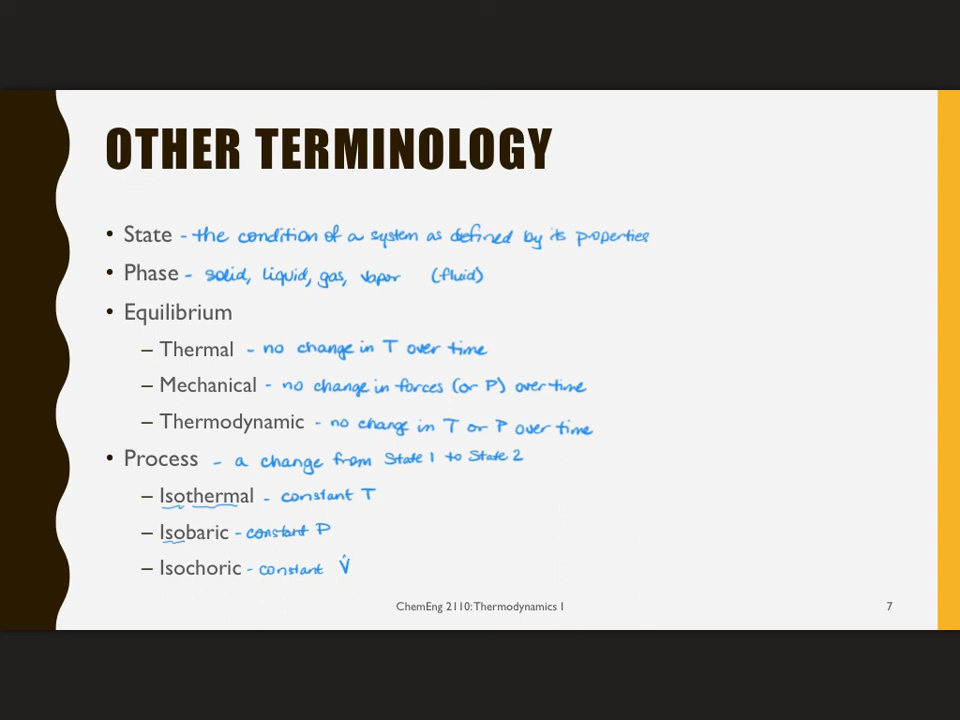 OTHER TERMINOLOGY
• State - the condition of a system as defined by its properties
• Phase - solid, liquid, gas, vapor (fluid)
• Equilibrium
– Thermal - no change in T over time
– Mechanical - no change in forces (or P) over time
– Thermodynamic - no change in T or P over time
• Process - a change from State 1 to State 2
– Isothermal - constant T
– Isobaric - constant P
– Isochoric - constant V̂
ChemEng 2110: Thermodynamics I
7